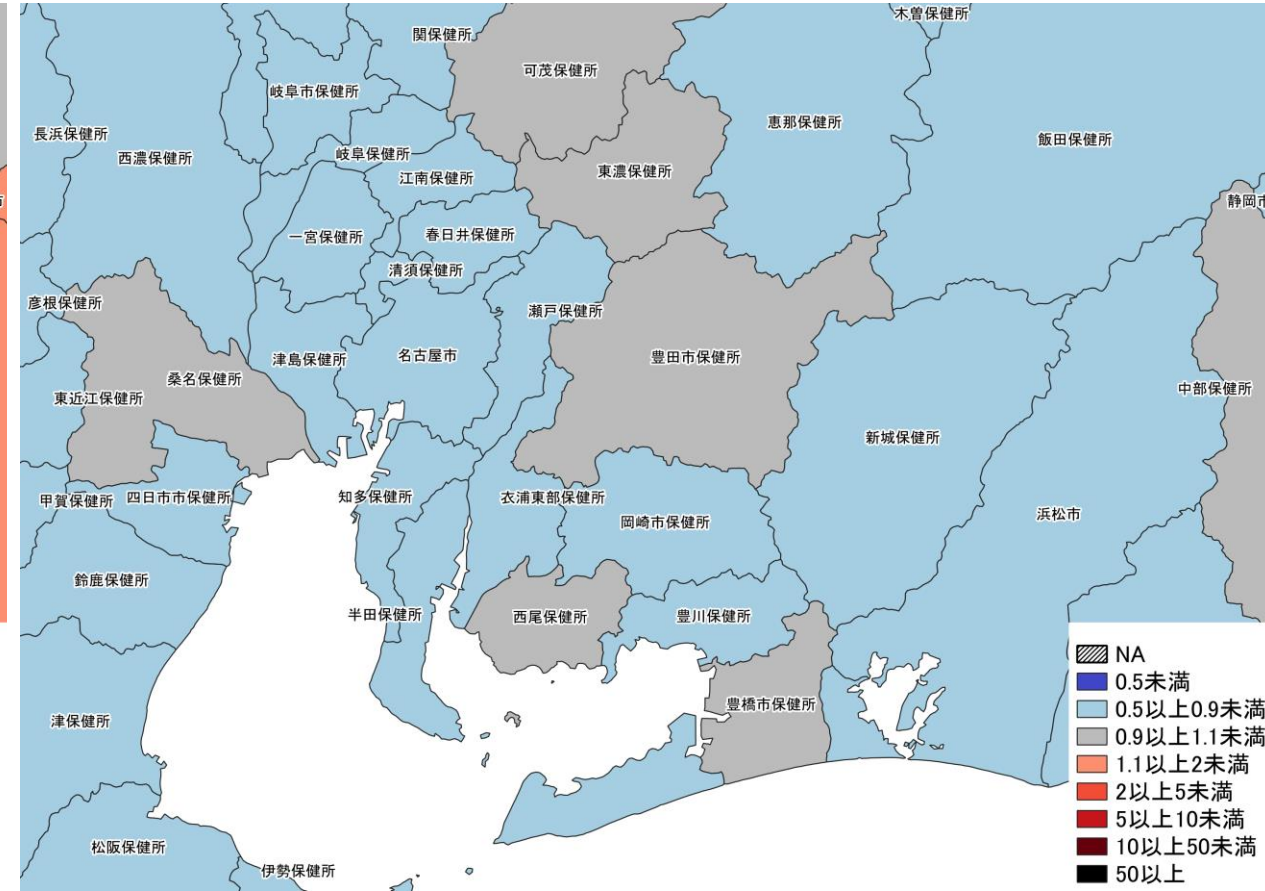 関保健所
木曽保健所
可茂保健所
岐阜市保健所
恵那保健所
長浜保健所
飯田保健所
西濃保健所
岐阜保健所
東濃保健所
江南保健所
市
静岡市
一宮保健所
春日井保健所
清須保健所
彦根保健所
瀬戸保健所
津島保健所
名古屋市
豊田市保健所
桑名保健所
中部保健所
東近江保健所
新城保健所
甲賀保健所
四日市市保健所
知多保健所
衣浦東部保健所
岡崎市保健所
浜松市
鈴鹿保健所
半田保健所
西尾保健所
豊川保健所
豊橋市保健所
津保健所
松阪保健所
伊勢保健所
NA
0.5未満
0.5以上0.9未満
0.9以上1.1未満
1.1以上2未満
2以上5未満
5以上10未満
10以上50未満
50以上